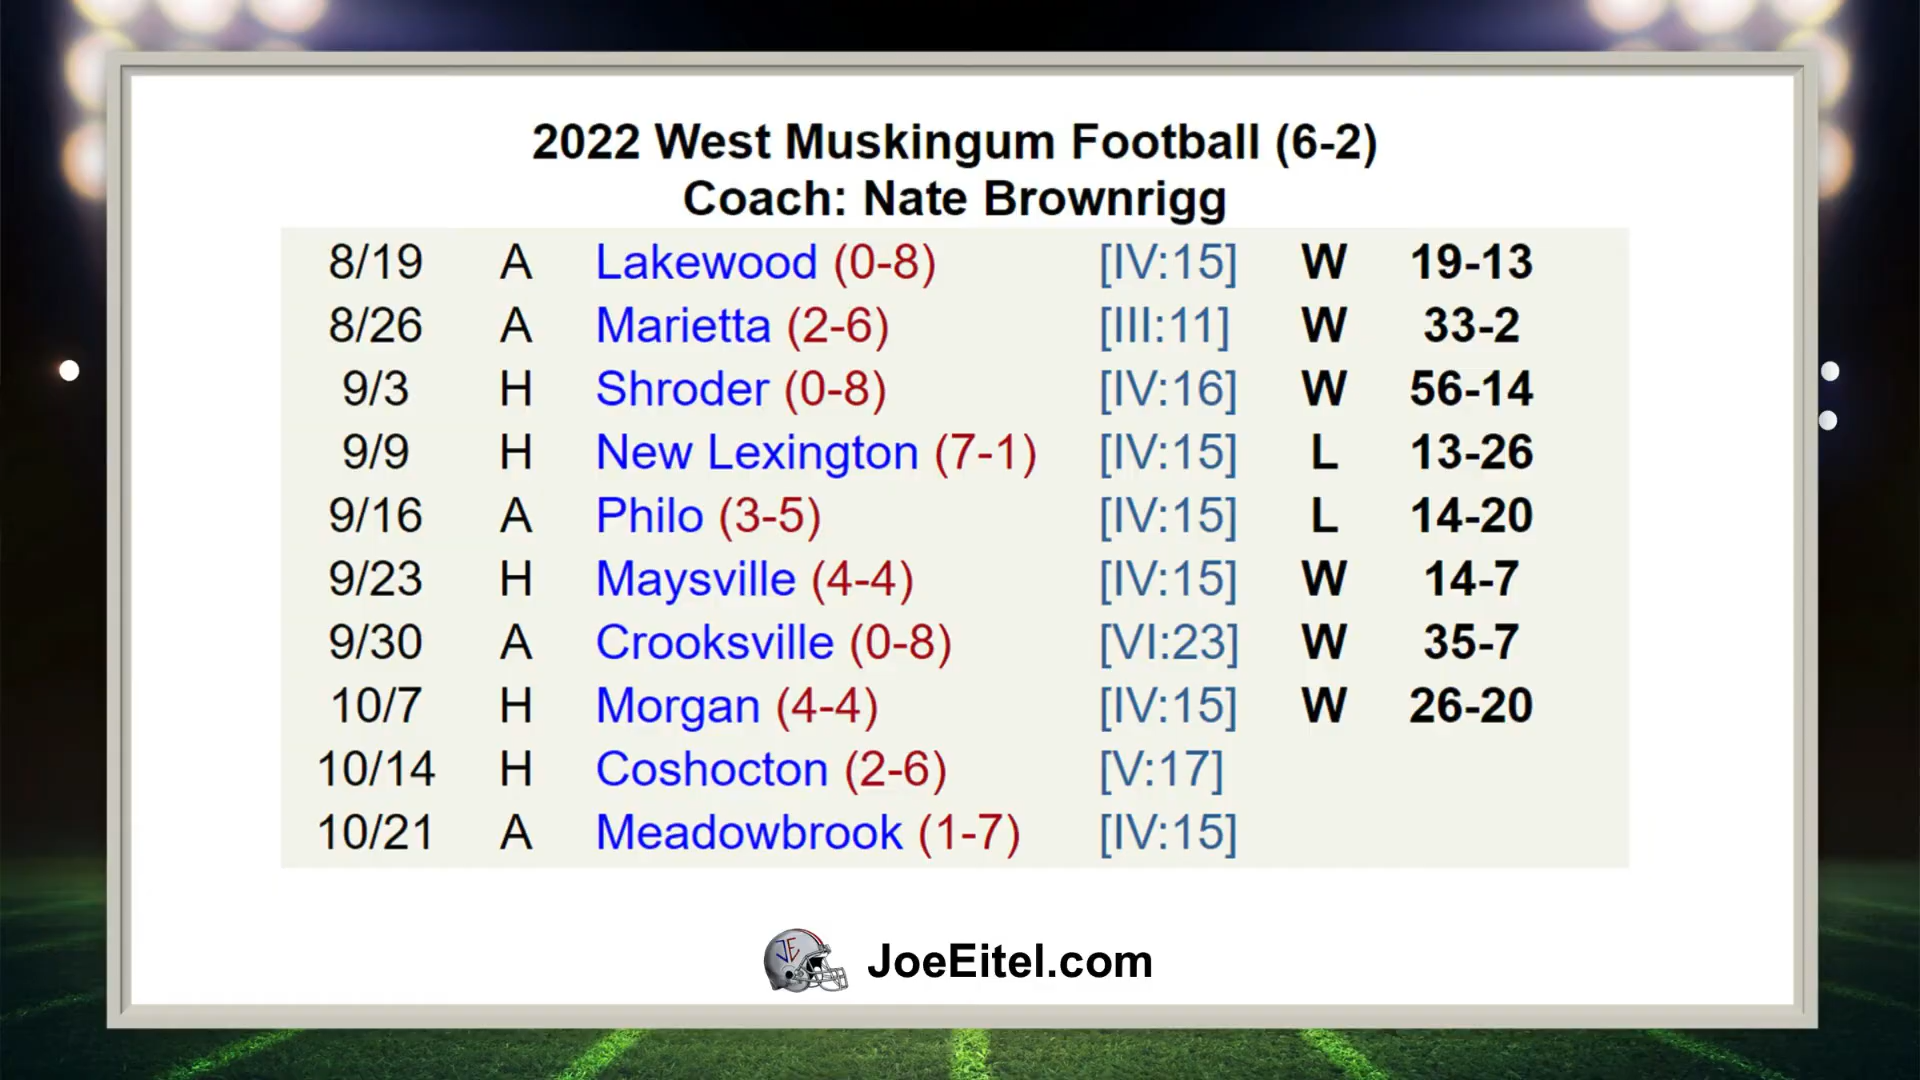 2022 West Muskingum Football (6-2)
Coach: Nate Brownrigg
8/19 A Lakewood (0-8) [IV:15] W 19-13
8/26 A Marietta (2-6) [III:11] W 33-2
9/3 H Shroder (0-8) [IV:16] W 56-14
9/9 H New Lexington (7-1) [IV:15] L 13-26
9/16 A Philo (3-5) [IV:15] L 14-20
9/23 H Maysville (4-4) [IV:15] W 14-7
9/30 A Crooksville (0-8) [VI:23] W 35-7
10/7 H Morgan (4-4) [IV:15] W 26-20
10/14 H Coshocton (2-6) [V:17]
10/21 A Meadowbrook (1-7) [IV:15]
JE JoeEitel.com